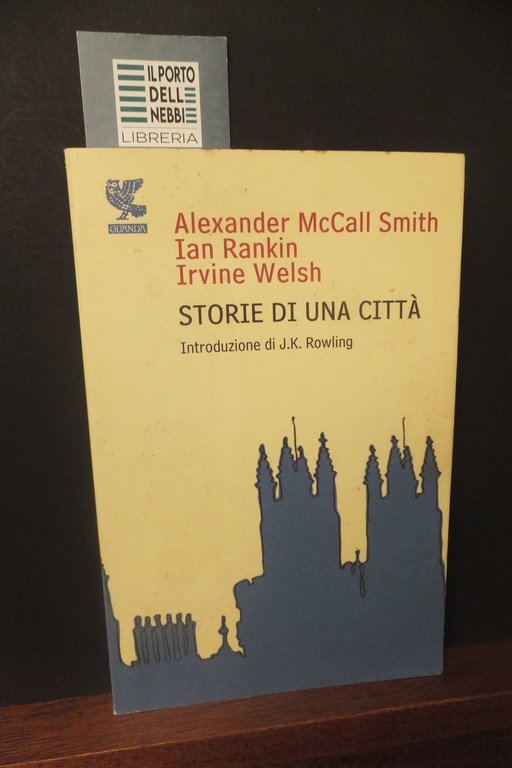 IL PORTO
DELLE
NEBBIE
LIBRERIA
GUANDA
Alexander McCall Smith
Ian Rankin
Irvine Welsh
STORIE DI UNA CITTÀ
Introduzione di J.K. Rowling